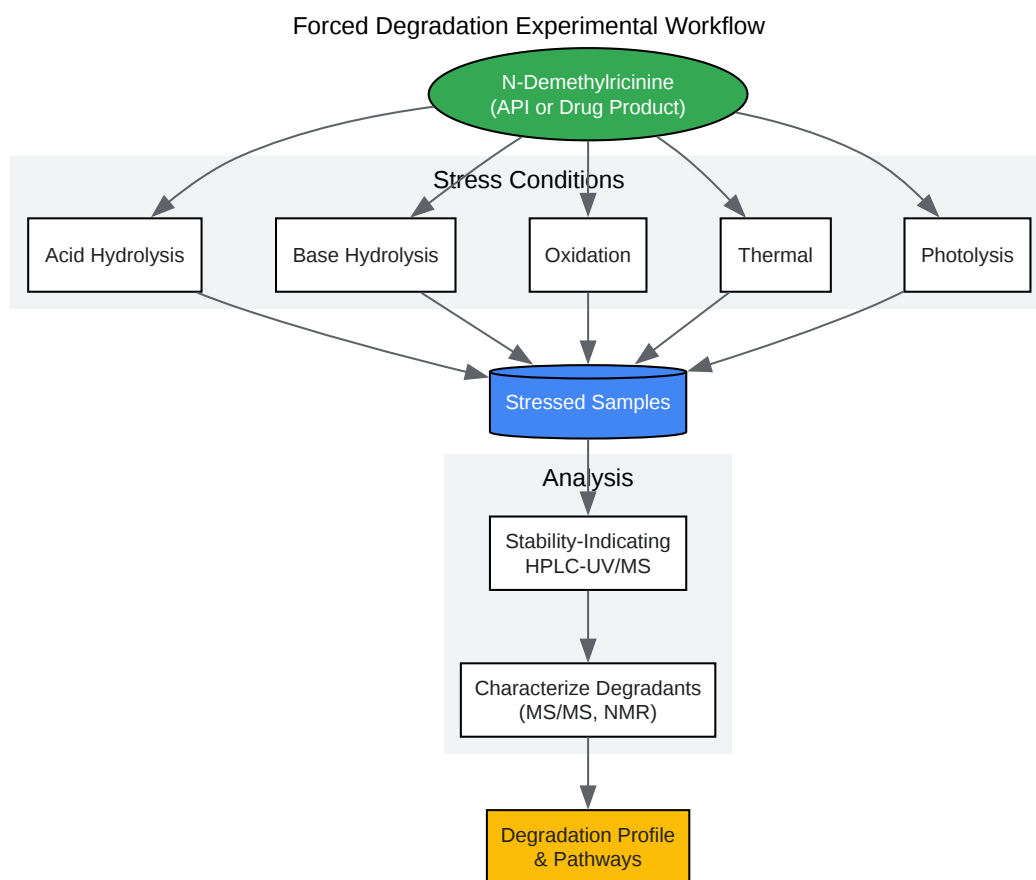 Forced Degradation Experimental Workflow
N-Demethylricinine
(API or Drug Product)
Stress Conditions
Acid Hydrolysis
Base Hydrolysis
Oxidation
Thermal
Photolysis
Stressed Samples
Analysis
Stability-Indicating
HPLC-UV/MS
Characterize Degradants
(MS/MS, NMR)
Degradation Profile
& Pathways